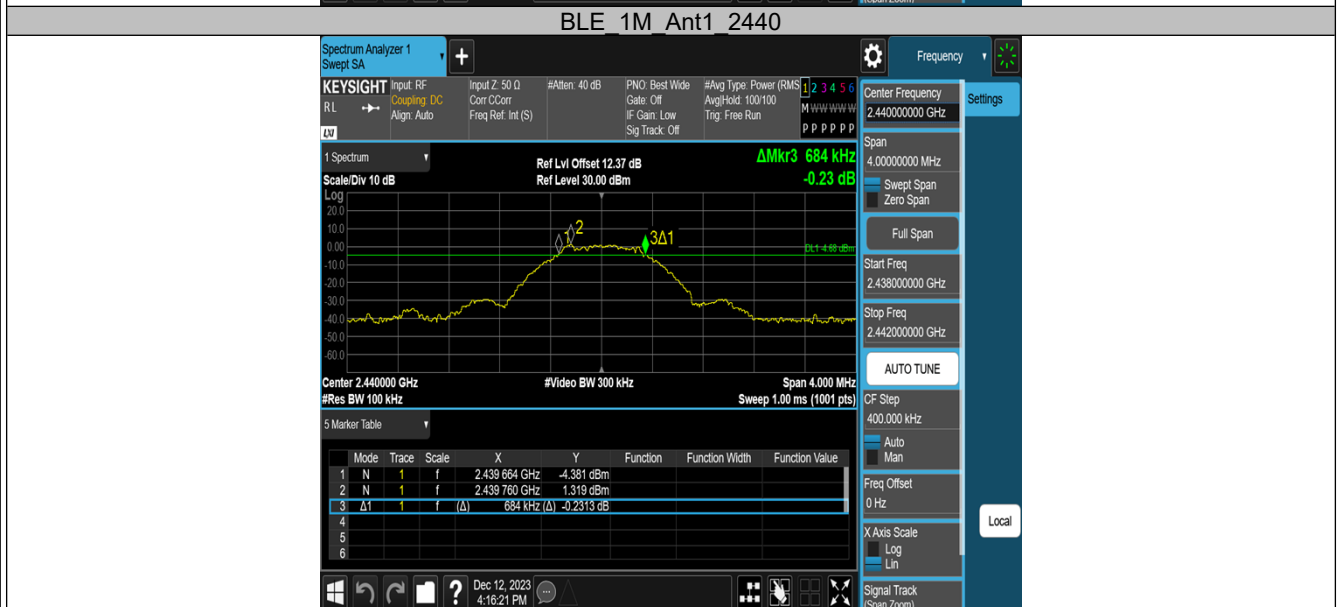 BLE_1M_Ant1_2440
Spectrum Analyzer 1
Swept SA
+
Frequency
KEYSIGHT
RL
LXI
Input: RF
Coupling: DC
Align: Auto
Input Z: 50 Ω
Corr CCorr
Freq Ref: Int (S)
#Atten: 40 dB
PNO: Best Wide
Gate: Off
IF Gain: Low
Sig Track: Off
#Avg Type: Power (RMS
Avg|Hold: 100/100
Trig: Free Run
1 2 3 4 5 6
M W W W W W
P P P P P P
Center Frequency
2.440000000 GHz
Settings
Span
4.00000000 MHz
Swept Span
Zero Span
Full Span
Start Freq
2.438000000 GHz
Stop Freq
2.442000000 GHz
AUTO TUNE
CF Step
400.000 kHz
Auto
Man
Freq Offset
0 Hz
X Axis Scale
Log
Lin
Signal Track
(Span Zoom)
Local
1 Spectrum
Scale/Div 10 dB
Ref Lvl Offset 12.37 dB
Ref Level 30.00 dBm
ΔMkr3 684 kHz
-0.23 dB
Log
20.0
10.0
0.00
-10.0
-20.0
-30.0
-40.0
-50.0
-60.0
1
2
3Δ1
DL1 -4.68 dBm
Center 2.440000 GHz
#Video BW 300 kHz
Span 4.000 MHz
#Res BW 100 kHz
Sweep 1.00 ms (1001 pts)
5 Marker Table
Mode Trace Scale X Y Function Function Width Function Value
1 N 1 f 2.439 664 GHz -4.381 dBm
2 N 1 f 2.439 760 GHz 1.319 dBm
3 Δ1 1 f (Δ) 684 kHz (Δ) -0.2313 dB
4
5
6
?
Dec 12, 2023
4:16:21 PM